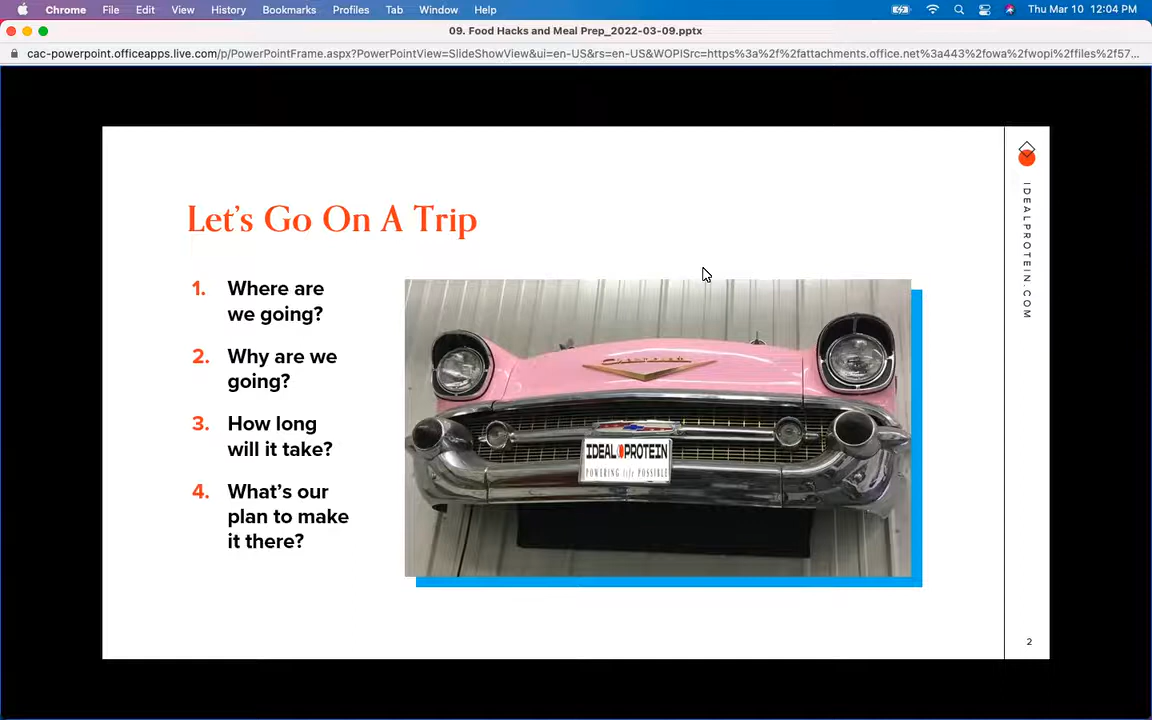 Chrome File Edit View History Bookmarks Profiles Tab Window Help Thu Mar 10 12:04 PM
09. Food Hacks and Meal Prep_2022-03-09.pptx
cac-powerpoint.officeapps.live.com/p/PowerPointFrame.aspx?PowerPointView=SlideShowView&ui=en-US&rs=en-US&WOPISrc=https%3a%2f%2fattachments.office.net%3a443%2fowa%2fwopi%2ffiles%2f57...
Let's Go On A Trip
1. Where are
we going?
2. Why are we
going?
3. How long
will it take?
4. What's our
plan to make
it there?
Chevrolet
IDEAL PROTEIN
POWERING life POSSIBLE
IDEALPROTEIN.COM
2